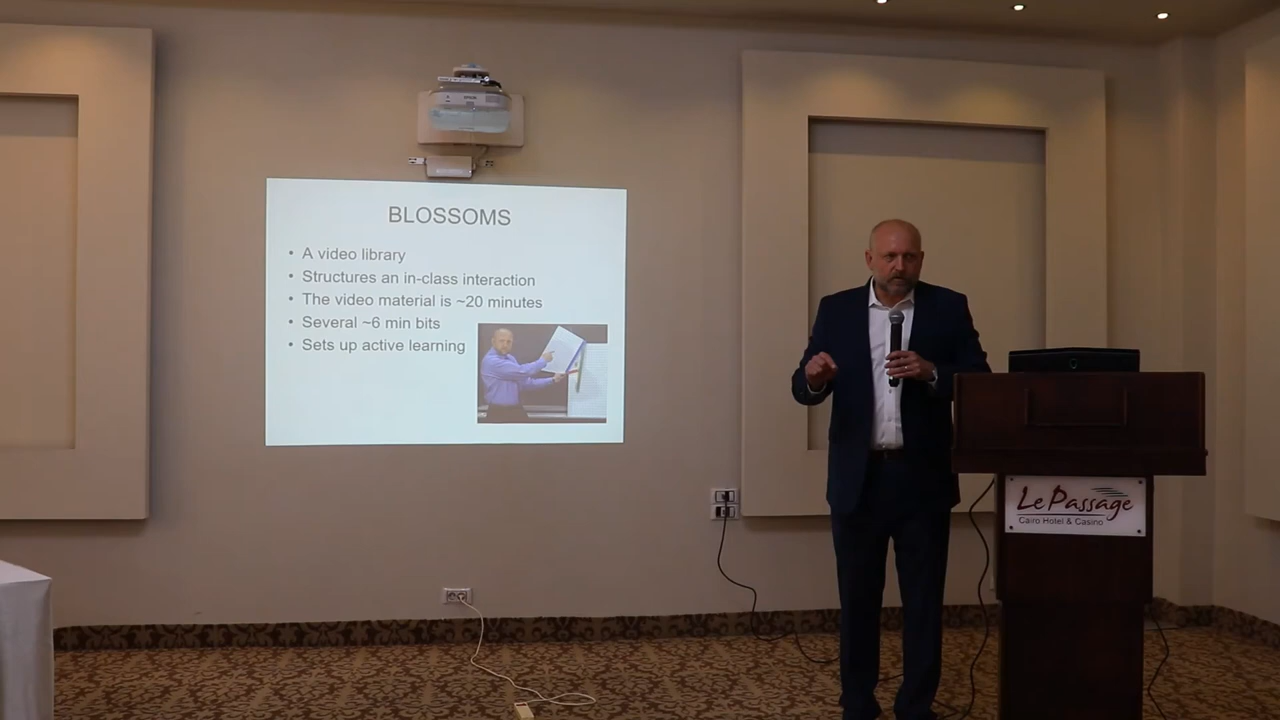 EPSON
BLOSSOMS
• A video library
• Structures an in-class interaction
• The video material is ~20 minutes
• Several ~6 min bits
• Sets up active learning
Le Passage
Cairo Hotel & Casino